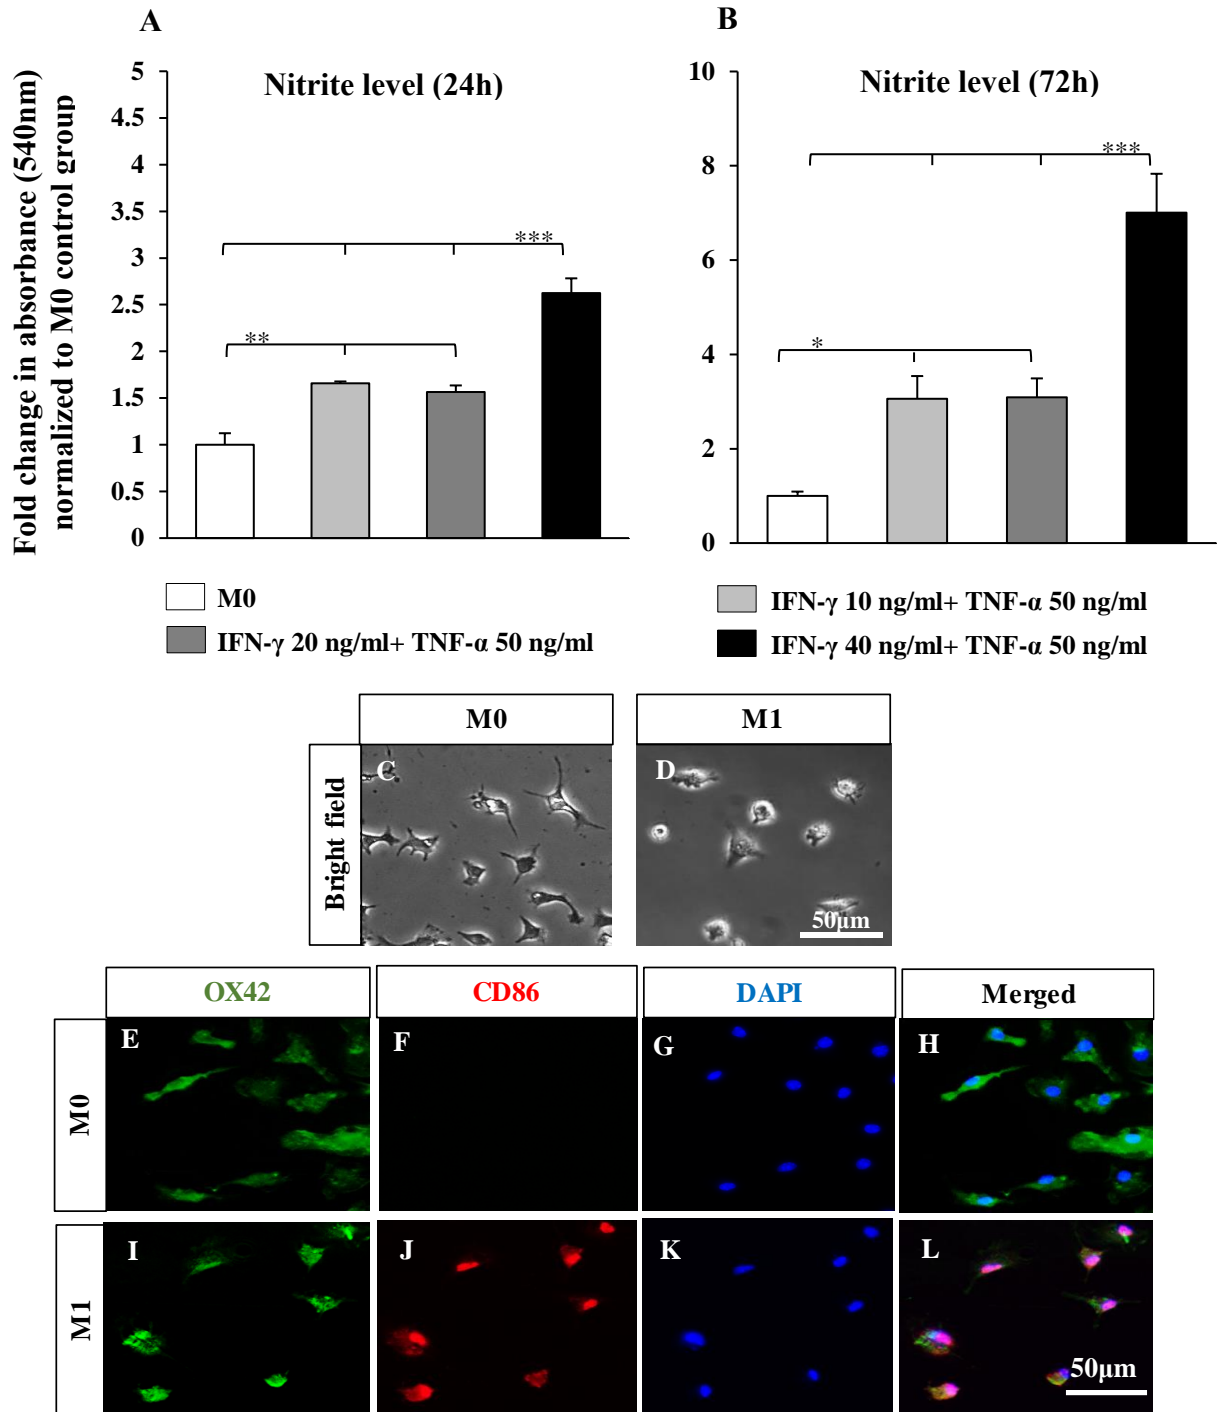 A
B
Fold change in absorbance (540nm)
normalized to M0 control group
Nitrite level (24h)
5
4.5
4
3.5
3
2.5
2
1.5
1
0.5
0
***
**
Nitrite level (72h)
10
8
6
4
2
0
***
*
M0
IFN-γ 10 ng/ml+ TNF-α 50 ng/ml
IFN-γ 20 ng/ml+ TNF-α 50 ng/ml
IFN-γ 40 ng/ml+ TNF-α 50 ng/ml
M0
M1
Bright field
C
D
50μm
OX42
CD86
DAPI
Merged
M0
E
F
G
H
M1
I
J
K
L
50μm